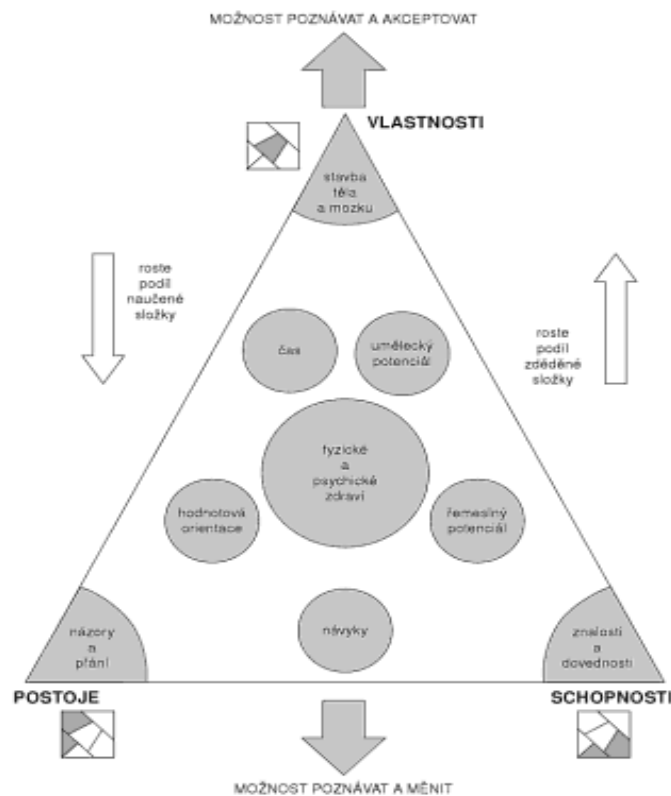 MOŽNOST POZNÁVAT A AKCEPTOVAT
VLASTNOSTI
stavba
těla
a mozku
roste
podíl
naučené
složky
čas
umělecký
potenciál
roste
podíl
zděděné
složky
fyzické
a
psychické
zdraví
hodnotová
orientace
řemeslný
potenciál
názory
a
přání
návyky
znalosti
a
dovednosti
POSTOJE
SCHOPNOSTI
MOŽNOST POZNÁVAT A MĚNIT